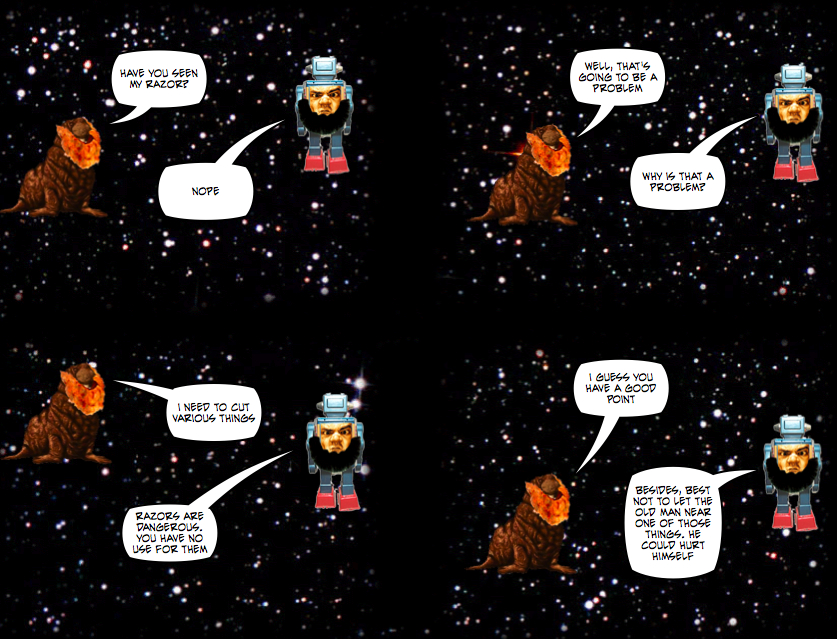 HAVE YOU SEEN
MY RAZOR?
NOPE
WELL, THAT'S
GOING TO BE A
PROBLEM
WHY IS THAT A
PROBLEM?
I NEED TO CUT
VARIOUS THINGS
RAZORS ARE
DANGEROUS.
YOU HAVE NO
USE FOR THEM
I GUESS YOU
HAVE A GOOD
POINT
BESIDES, BEST
NOT TO LET THE
OLD MAN NEAR
ONE OF THOSE
THINGS. HE
COULD HURT
HIMSELF